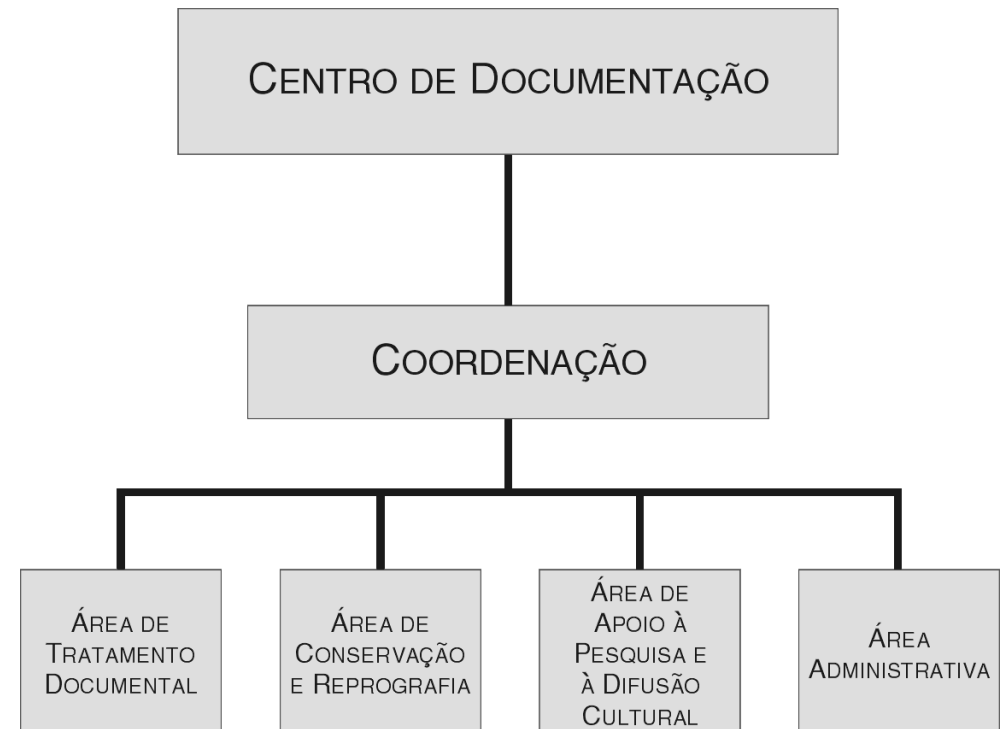 Centro de Documentação
Coordenação
Área de
Tratamento
Documental
Área de
Conservação
e Reprografia
Área de
Apoio à
Pesquisa e
à Difusão
Cultural
Área
Administrativa